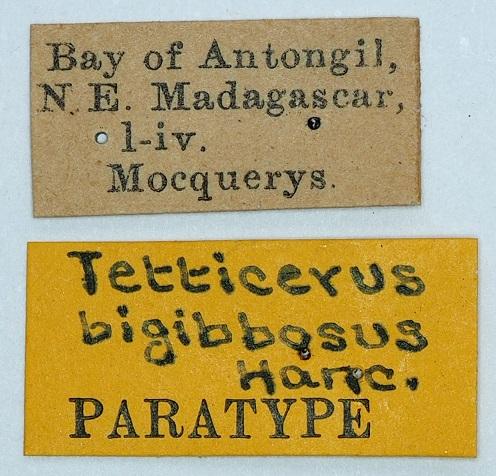 Bay of Antongil,
N. E. Madagascar,
1-iv.
Mocquerys.
Tetticerus
bigibbosus
Hanc.
PARATYPE